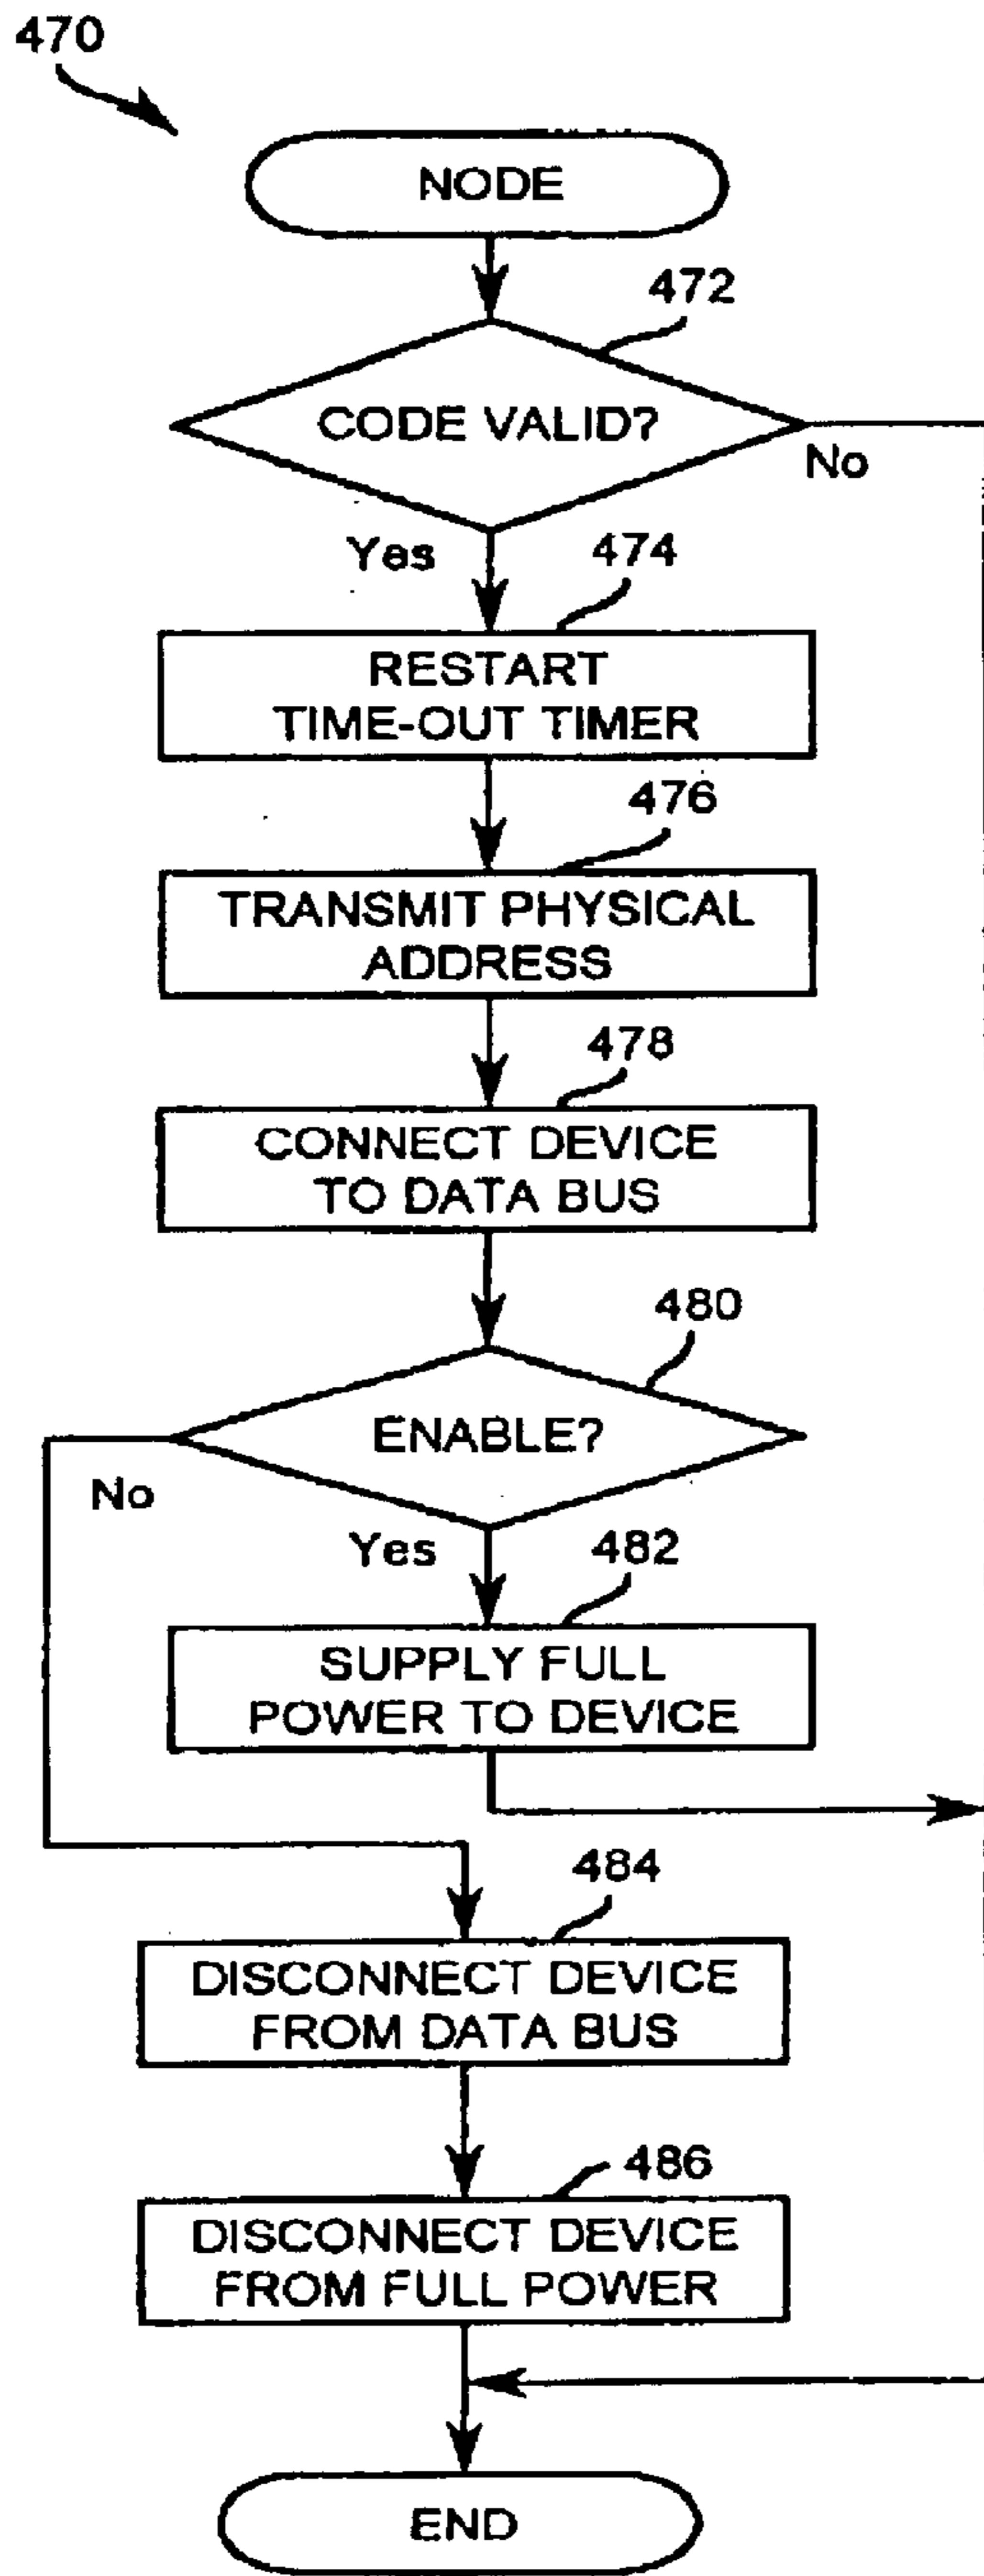 470
NODE
472
CODE VALID?
No
Yes
474
RESTART
TIME-OUT TIMER
476
TRANSMIT PHYSICAL
ADDRESS
478
CONNECT DEVICE
TO DATA BUS
480
ENABLE?
No
Yes
482
SUPPLY FULL
POWER TO DEVICE
484
DISCONNECT DEVICE
FROM DATA BUS
486
DISCONNECT DEVICE
FROM FULL POWER
END